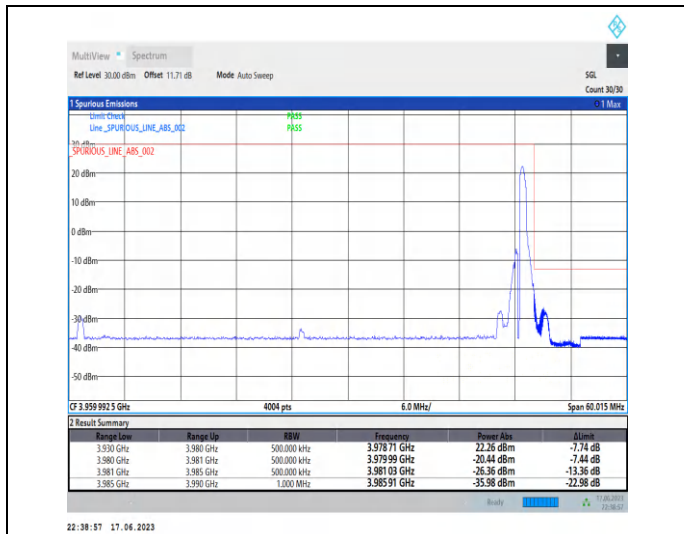 MultiView Spectrum
Ref Level 30.00 dBm Offset 11.71 dB Mode Auto Sweep SGL
Count 30/30
1 Spurious Emissions 1 Max
Limit Check PASS
Line _SPURIOUS_LINE_ABS_002 PASS
30 dBm
_SPURIOUS_LINE_ABS_002
20 dBm
10 dBm
0 dBm
-10 dBm
-20 dBm
-30 dBm
-40 dBm
-50 dBm
CF 3.959 992 5 GHz 4004 pts 6.0 MHz/ Span 60.015 MHz
2 Result Summary
Range Low Range Up RBW Frequency Power Abs ΔLimit
3.930 GHz 3.980 GHz 500.000 kHz 3.978 71 GHz 22.26 dBm -7.74 dB
3.980 GHz 3.981 GHz 500.000 kHz 3.979 99 GHz -20.44 dBm -7.44 dB
3.981 GHz 3.985 GHz 500.000 kHz 3.981 03 GHz -26.36 dBm -13.36 dB
3.985 GHz 3.990 GHz 1.000 MHz 3.985 91 GHz -35.98 dBm -22.98 dB
Ready 17.06.2023
22:38:57
22:38:57 17.06.2023